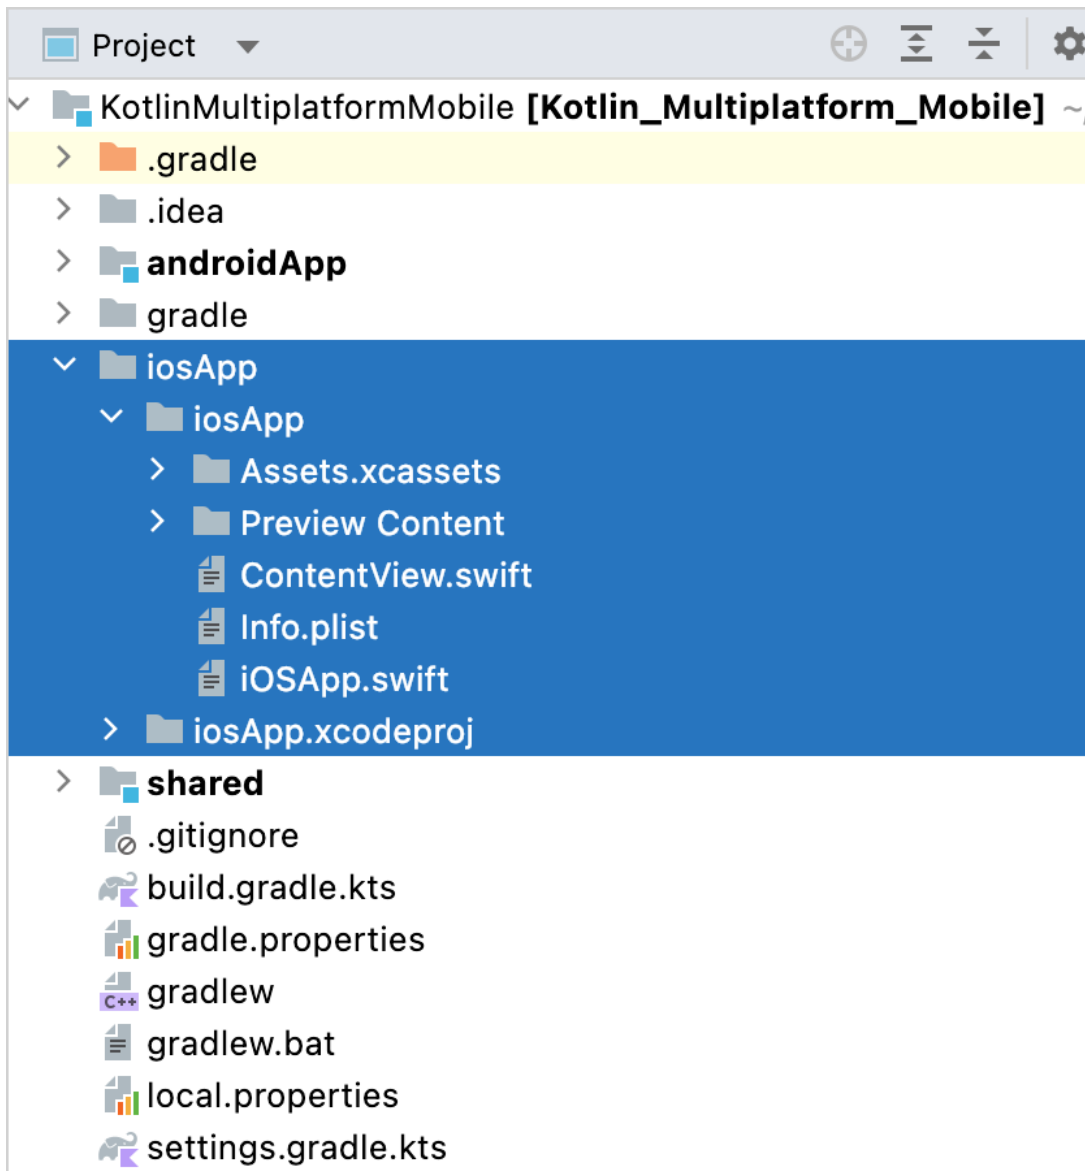 Project
KotlinMultiplatformMobile [Kotlin_Multiplatform_Mobile] ~/
.gradle
.idea
androidApp
gradle
iosApp
iosApp
Assets.xcassets
Preview Content
ContentView.swift
Info.plist
iOSApp.swift
iosApp.xcodeproj
shared
.gitignore
build.gradle.kts
gradle.properties
C++ gradlew
gradlew.bat
local.properties
settings.gradle.kts